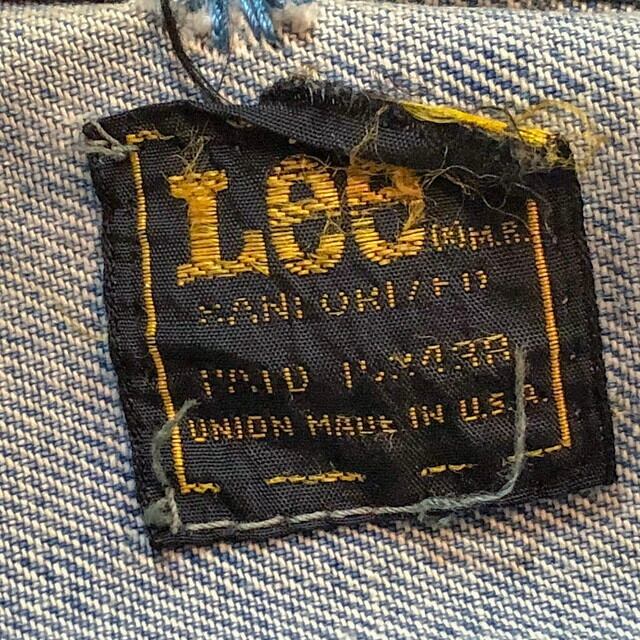 Lee ® M.R.
SANFORIZED
UNION MADE IN U.S.A.